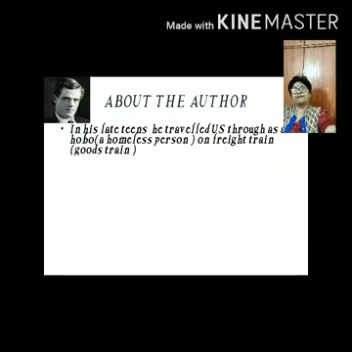 Made with KINEMASTER
ABOUT THE AUTHOR
• In his late teens he travelled US through as a
hobo(a homeless person ) on freight train
(goods train )